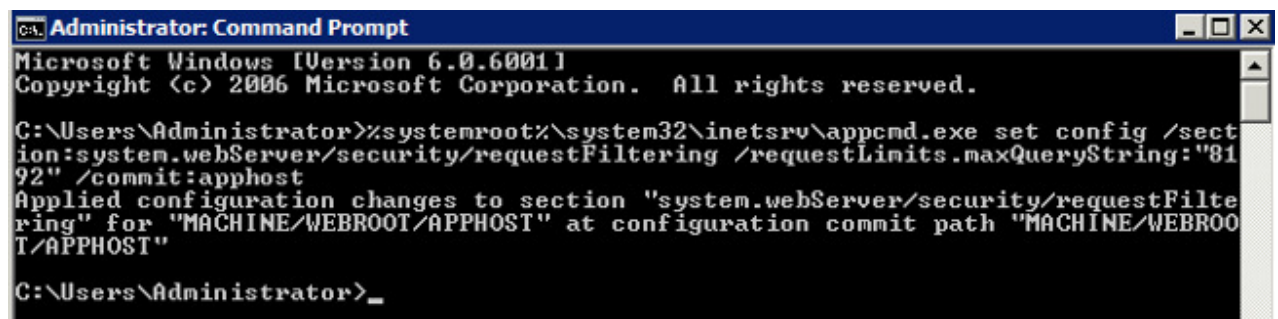 Administrator: Command Prompt
Microsoft Windows [Version 6.0.6001]
Copyright (c) 2006 Microsoft Corporation.  All rights reserved.
C:\Users\Administrator>%systemroot%\system32\inetsrv\appcmd.exe set config /sect
ion:system.webServer/security/requestFiltering /requestLimits.maxQueryString:"81
92" /commit:apphost
Applied configuration changes to section "system.webServer/security/requestFilte
ring" for "MACHINE/WEBROOT/APPHOST" at configuration commit path "MACHINE/WEBROO
T/APPHOST"
C:\Users\Administrator>_